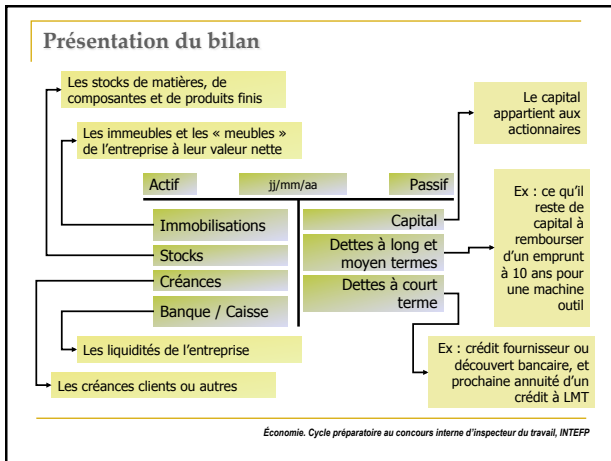 Présentation du bilan
Les stocks de matières, de
composantes et de produits finis
Les immeubles et les « meubles »
de l'entreprise à leur valeur nette
Le capital
appartient aux
actionnaires
Actif
jj/mm/aa
Passif
Immobilisations
Stocks
Créances
Banque / Caisse
Capital
Dettes à long et
moyen termes
Dettes à court
terme
Ex : ce qu'il
reste de
capital à
rembourser
d'un emprunt
à 10 ans pour
une machine
outil
Les liquidités de l'entreprise
Les créances clients ou autres
Ex : crédit fournisseur ou
découvert bancaire, et
prochaine annuité d'un
crédit à LMT
Économie. Cycle préparatoire au concours interne d'inspecteur du travail, INTEFP